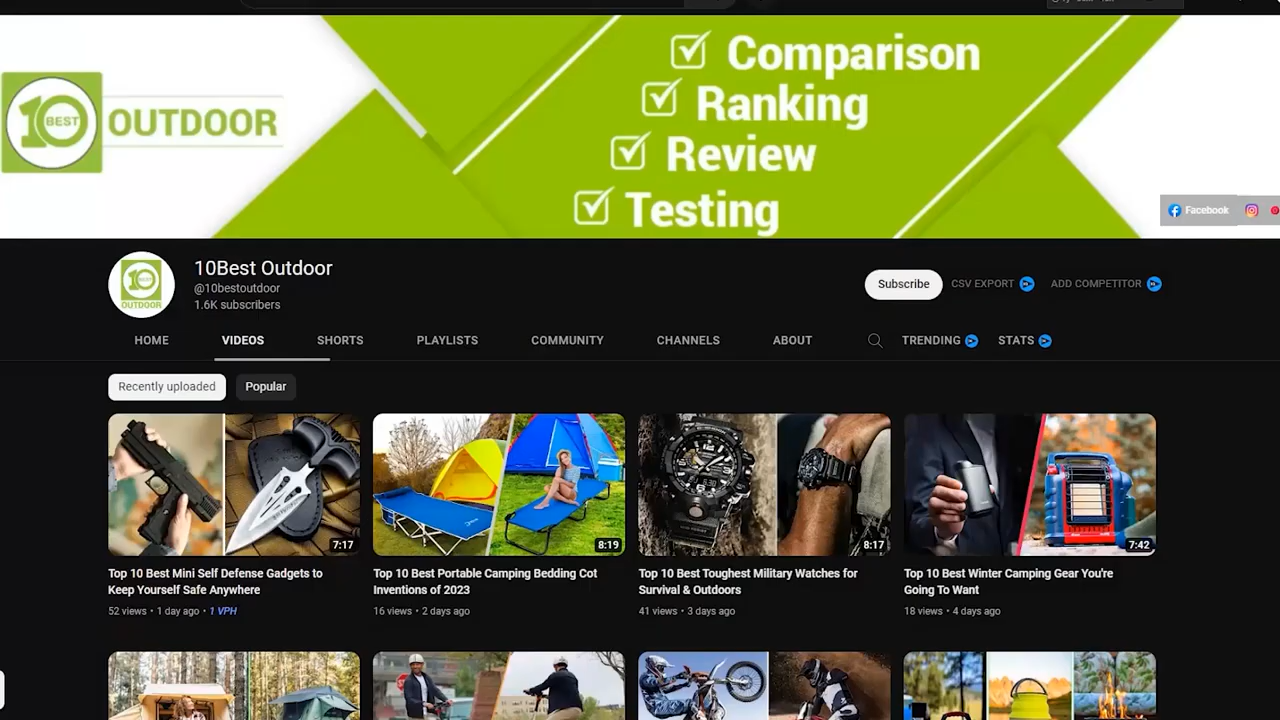 10 BEST
OUTDOOR
Comparison
Ranking
Review
Testing
Facebook
10
OUTDOOR
10Best Outdoor
@10bestoutdoor
1.6K subscribers
Subscribe
CSV EXPORT
ADD COMPETITOR
HOME
VIDEOS
SHORTS
PLAYLISTS
COMMUNITY
CHANNELS
ABOUT
TRENDING
STATS
Recently uploaded
Popular
7:17
8:19
8:17
7:42
Top 10 Best Mini Self Defense Gadgets to
Keep Yourself Safe Anywhere
52 views • 1 day ago • 1 VPH
Top 10 Best Portable Camping Bedding Cot
Inventions of 2023
16 views • 2 days ago
Top 10 Best Toughest Military Watches for
Survival & Outdoors
41 views • 3 days ago
Top 10 Best Winter Camping Gear You're
Going To Want
18 views • 4 days ago